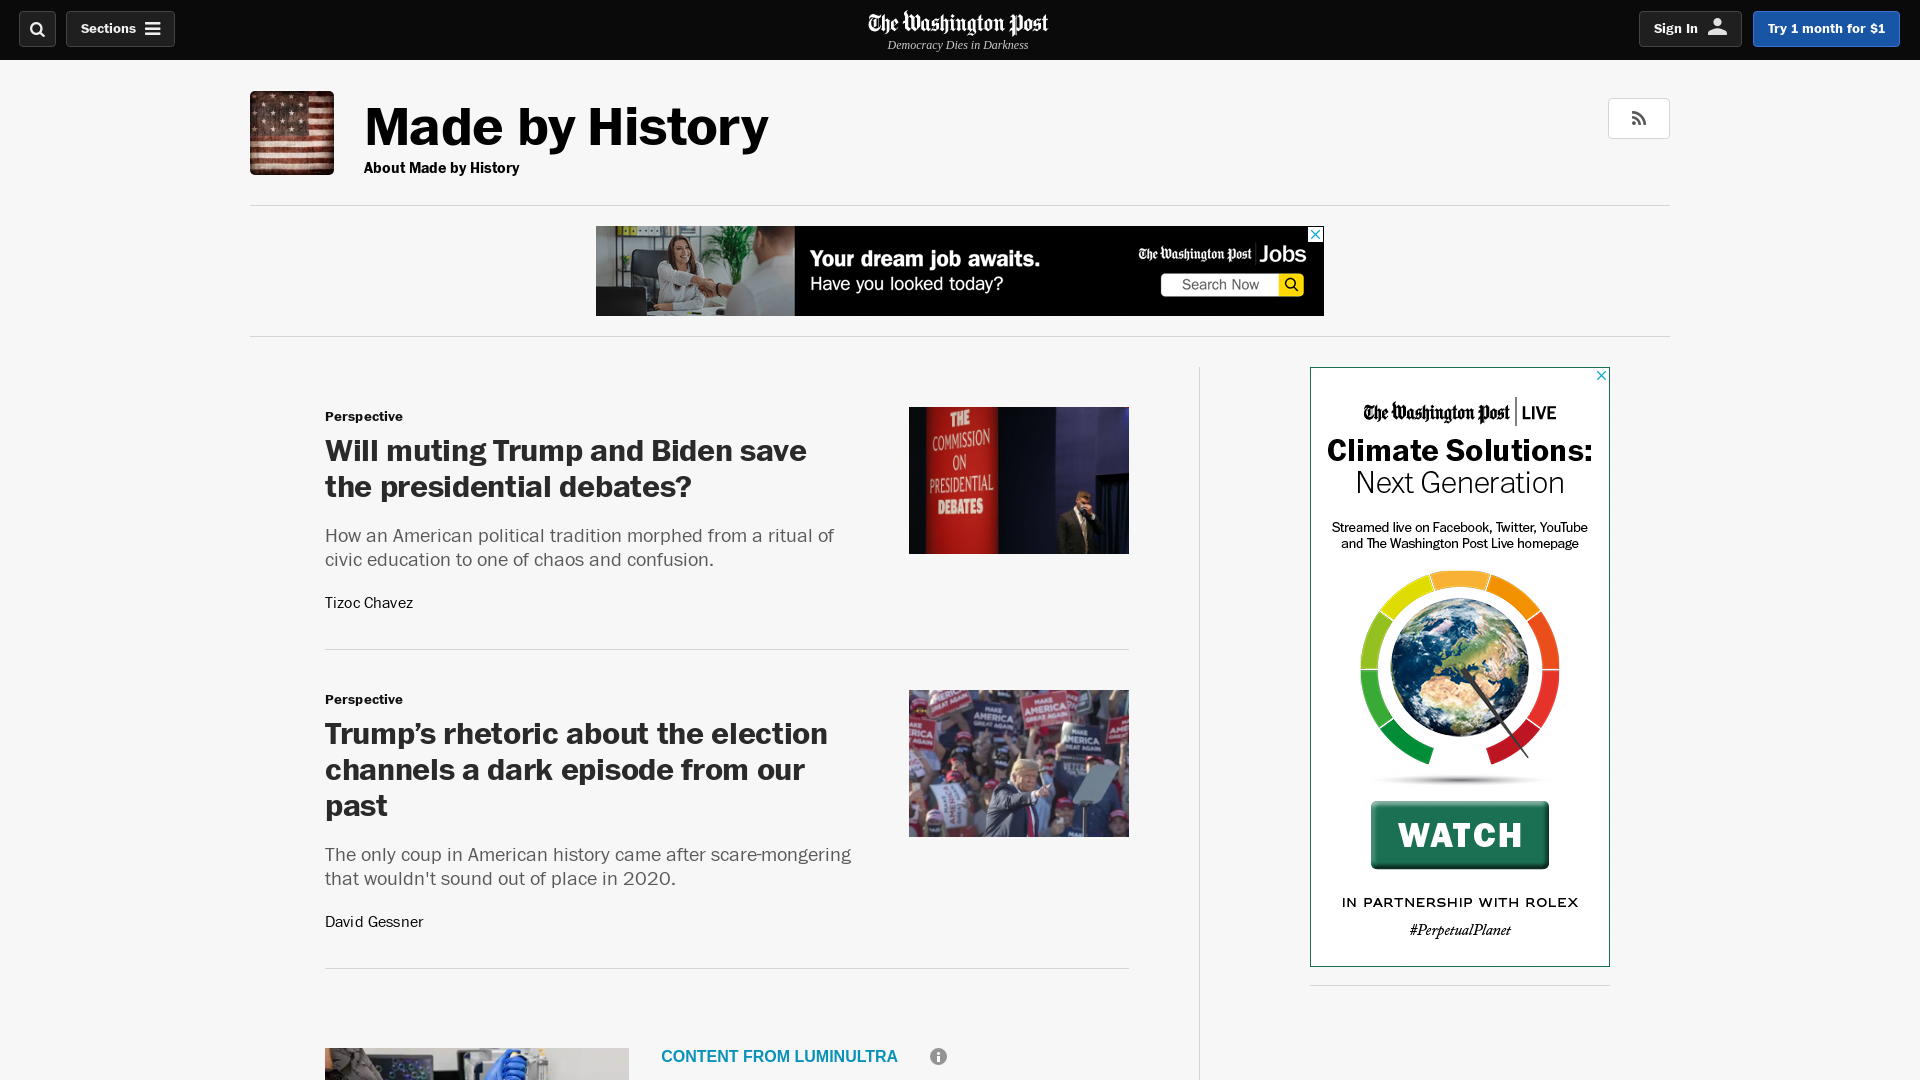 Sections
The Washington Post
Democracy Dies in Darkness
Sign In
Try 1 month for $1
Made by History
About Made by History
Your dream job awaits.
Have you looked today?
The Washington Post Jobs
Search Now
Perspective
Will muting Trump and Biden save
the presidential debates?
How an American political tradition morphed from a ritual of
civic education to one of chaos and confusion.
Tizoc Chavez
THE
COMMISSION
ON
PRESIDENTIAL
DEBATES
Perspective
Trump’s rhetoric about the election
channels a dark episode from our
past
The only coup in American history came after scare-mongering
that wouldn't sound out of place in 2020.
David Gessner
MAKE
AMERICA
GREAT AGAIN
CONTENT FROM LUMINULTRA
The Washington Post LIVE
Climate Solutions:
Next Generation
Streamed live on Facebook, Twitter, YouTube
and The Washington Post Live homepage
WATCH
IN PARTNERSHIP WITH ROLEX
#PerpetualPlanet